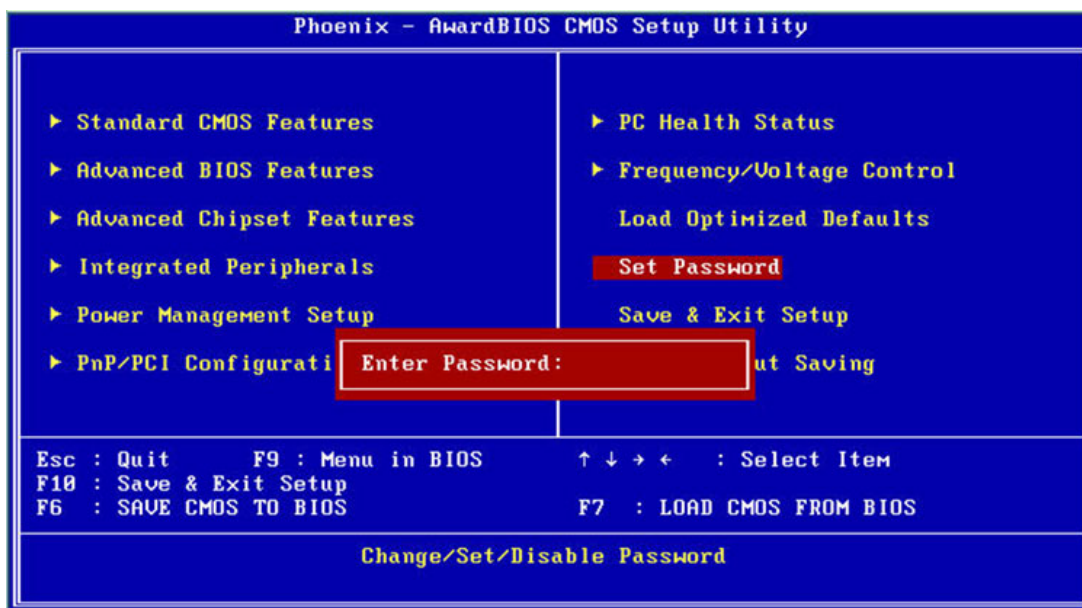 Phoenix - AwardBIOS CMOS Setup Utility
► Standard CMOS Features
► Advanced BIOS Features
► Advanced Chipset Features
► Integrated Peripherals
► Power Management Setup
► PnP/PCI Configurati
► PC Health Status
► Frequency/Voltage Control
Load Optimized Defaults
Set Password
Save & Exit Setup
ut Saving
Enter Password:
Esc : Quit F9 : Menu in BIOS ↑ ↓ → ← : Select Item
F10 : Save & Exit Setup
F6 : SAVE CMOS TO BIOS F7 : LOAD CMOS FROM BIOS
Change/Set/Disable Password